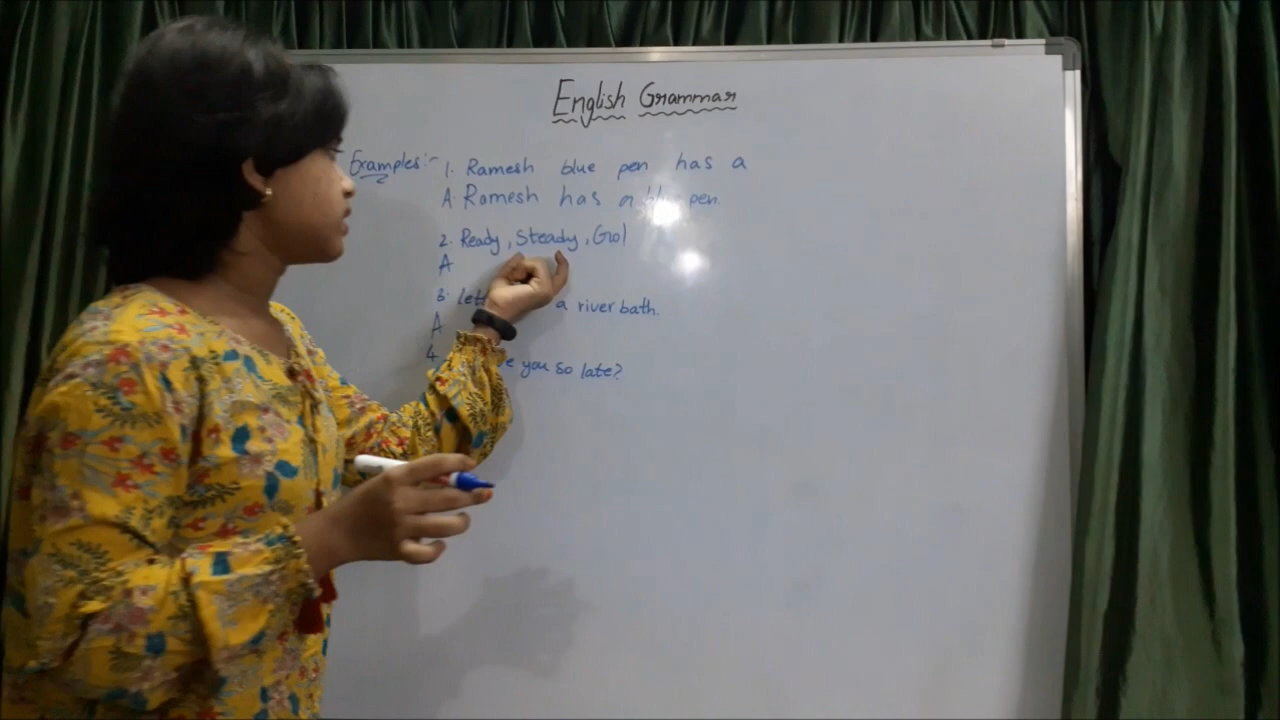 English Grammar
Examples:- 1. Ramesh blue pen has a
A. Ramesh has a blue pen.
2. Ready, Steady, Go!
A
3. a river bath.
A
4. you so late?